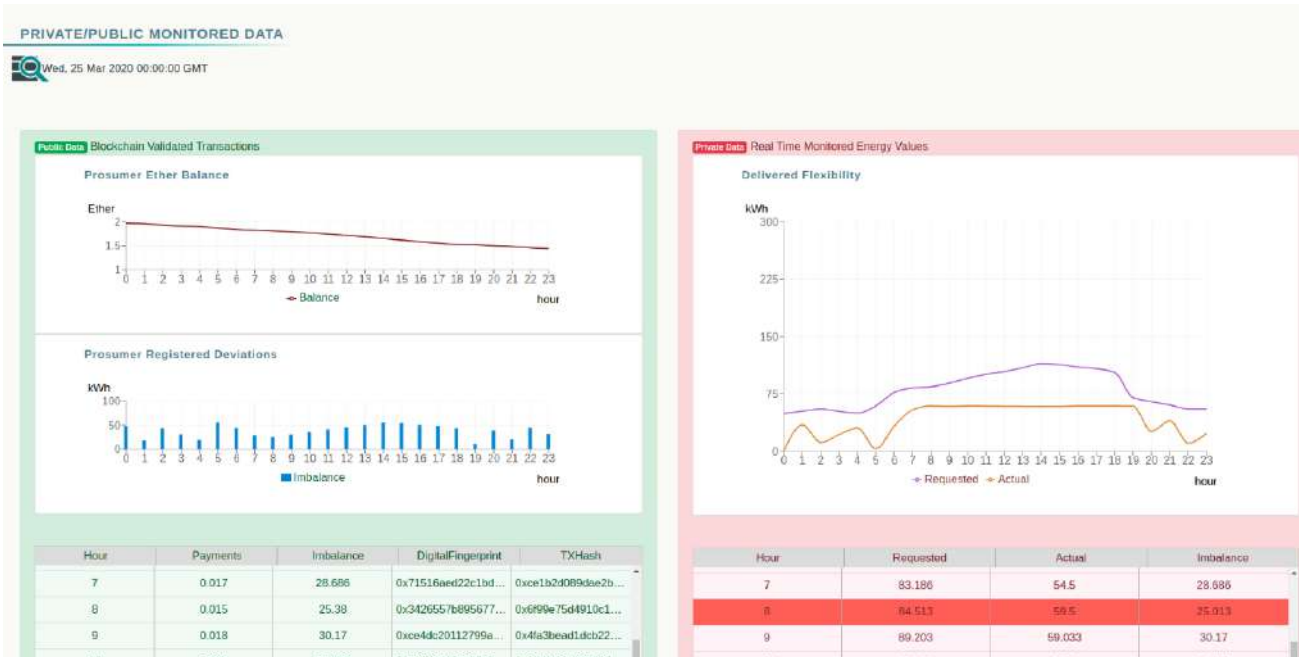 PRIVATE/PUBLIC MONITORED DATA
Wed, 25 Mar 2020 00:00:00 GMT
Public Data Blockchain Validated Transactions
Prosumer Ether Balance
Ether
2
1.5
1
0 1 2 3 4 5 6 7 8 9 10 11 12 13 14 15 16 17 18 19 20 21 22 23
Balance
hour
Prosumer Registered Deviations
kWh
100
50
0
0 1 2 3 4 5 6 7 8 9 10 11 12 13 14 15 16 17 18 19 20 21 22 23
Imbalance
hour
Hour Payments Imbalance DigitalFingerprint TXHash
7 0.017 28.686 0x71516aed22c1bd... 0xce1b2d089dae2b...
8 0.015 25.38 0x3426557b895677... 0x6f99e75d4910c1...
9 0.018 30.17 0xce4dc20112799a... 0x4fa3bead1dcb22...
Private Data Real Time Monitored Energy Values
Delivered Flexibility
kWh
300
225
150
75
0
0 1 2 3 4 5 6 7 8 9 10 11 12 13 14 15 16 17 18 19 20 21 22 23
Requested Actual
hour
Hour Requested Actual Imbalance
7 83.186 54.5 28.686
8 84.513 59.5 25.013
9 89.203 59.033 30.17